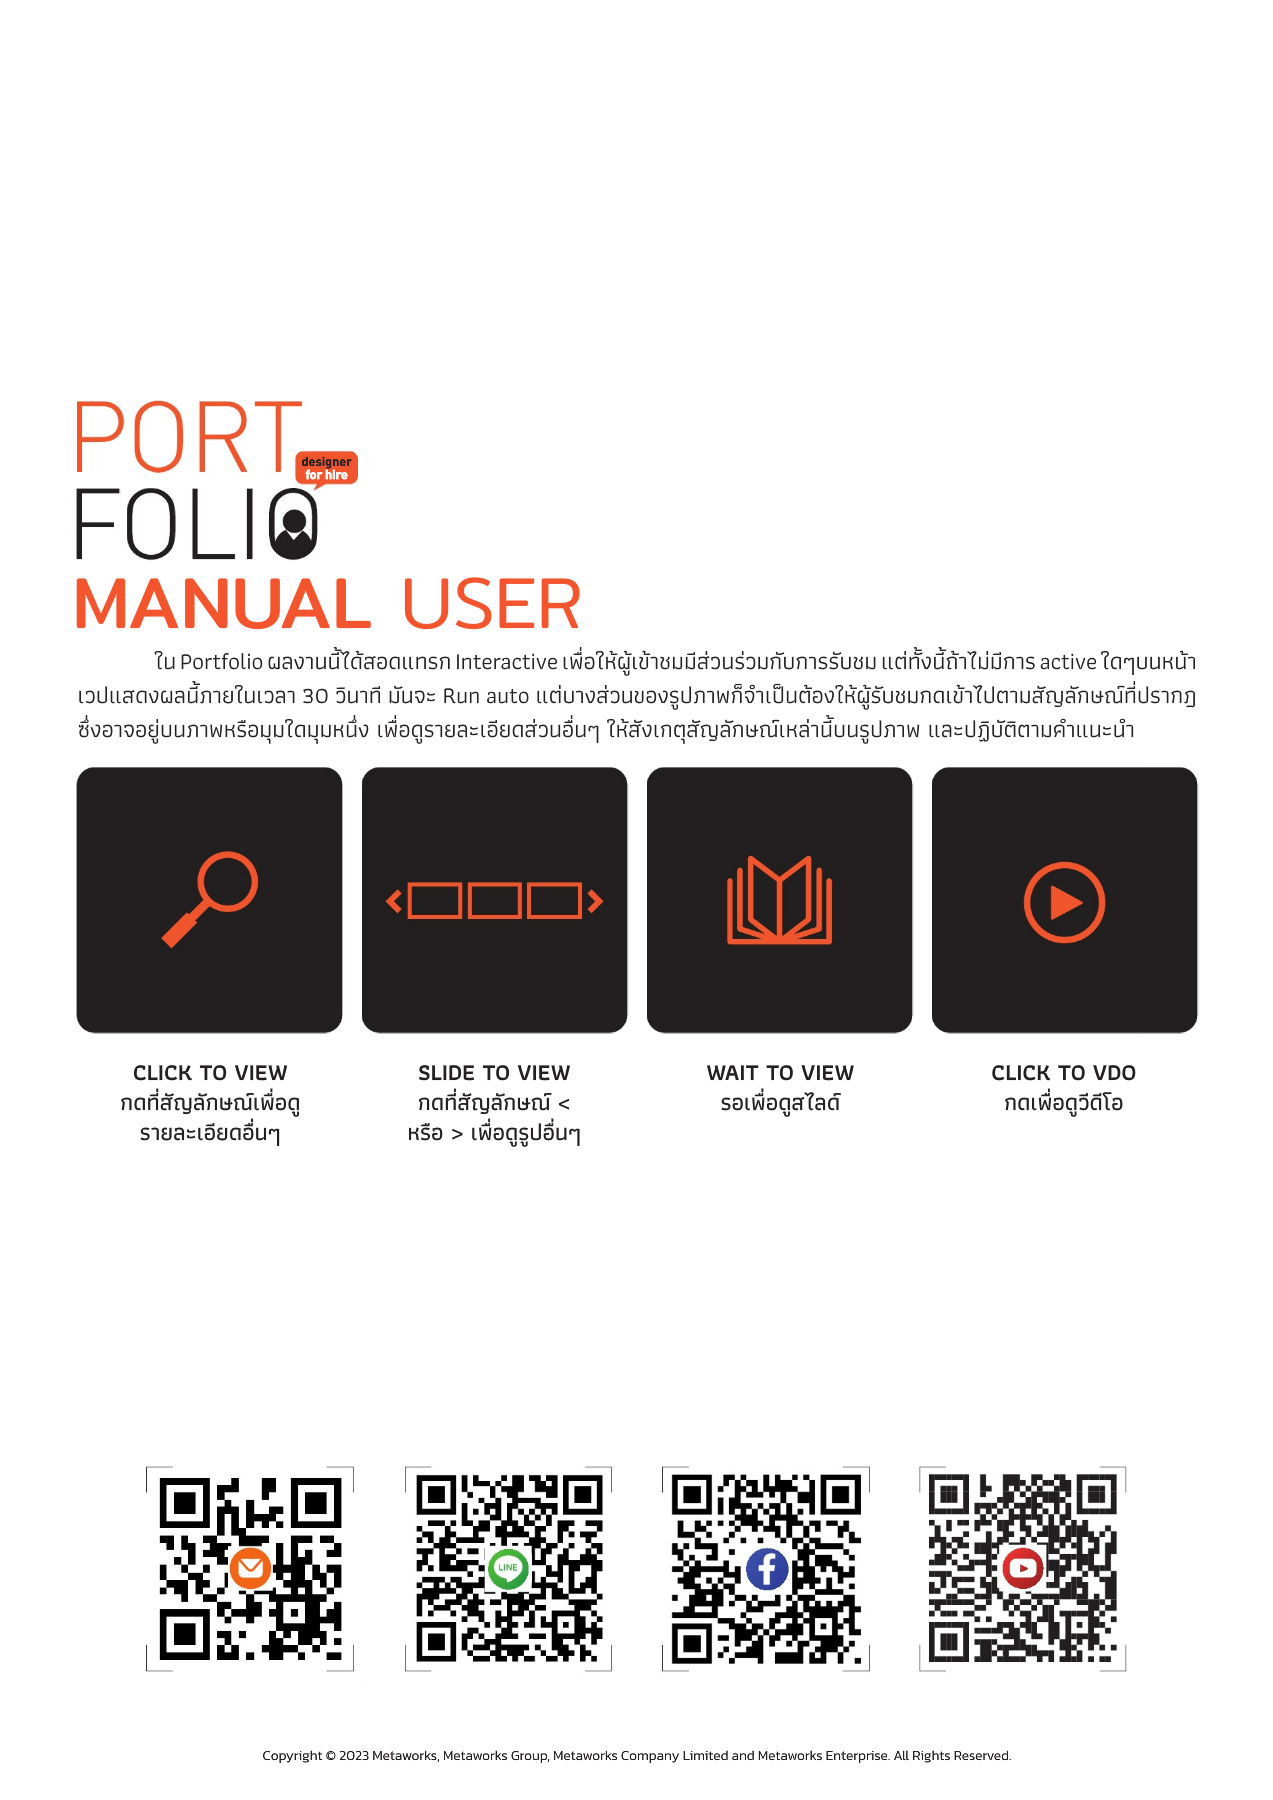 PORT
designer
for hire
FOLIO
MANUAL USER
ใน Portfolio ผลงานนี้ได้สอดแทรก Interactive เพื่อให้ผู้เข้าชมมีส่วนร่วมกับการรับชม แต่ทั้งนี้ถ้าไม่มีการ active ใดๆบนหน้า
เวปแสดงผลนี้ภายในเวลา 30 วินาที มันจะ Run auto แต่บางส่วนของรูปภาพก็จำเป็นต้องให้ผู้รับชมกดเข้าไปตามสัญลักษณ์ที่ปรากฎ
ซึ่งอาจอยู่บนภาพหรือมุมใดมุมหนึ่ง เพื่อดูรายละเอียดส่วนอื่นๆ ให้สังเกตุสัญลักษณ์เหล่านี้บนรูปภาพ และปฏิบัติตามคำแนะนำ
CLICK TO VIEW
กดที่สัญลักษณ์เพื่อดู
รายละเอียดอื่นๆ
SLIDE TO VIEW
กดที่สัญลักษณ์ <
หรือ > เพื่อดูรูปอื่นๆ
WAIT TO VIEW
รอเพื่อดูสไลด์
CLICK TO VDO
กดเพื่อดูวีดีโอ
LINE
Copyright © 2023 Metaworks, Metaworks Group, Metaworks Company Limited and Metaworks Enterprise. All Rights Reserved.